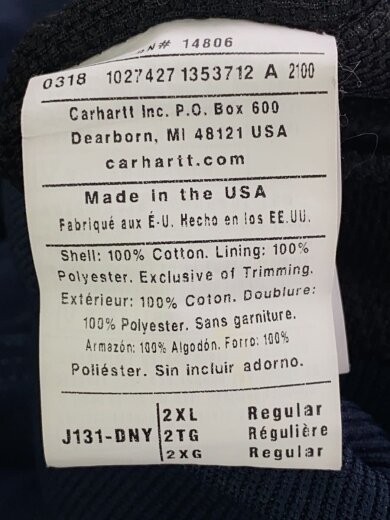 RN# 14806
0318 1027427 1353712 A 2100
Carhartt Inc. P.O. Box 600
Dearborn, MI 48121 USA
carhartt.com
Made in the USA
Fabriqué aux É-U. Hecho en los EE.UU.
Shell: 100% Cotton. Lining: 100%
Polyester. Exclusive of Trimming.
Extérieur: 100% Coton. Doublure:
100% Polyester. Sans garniture.
Armazón: 100% Algodón. Forro: 100%
Poliéster. Sin incluir adorno.
2XL Regular
J131-DNY 2TG Régulière
2XG Regular